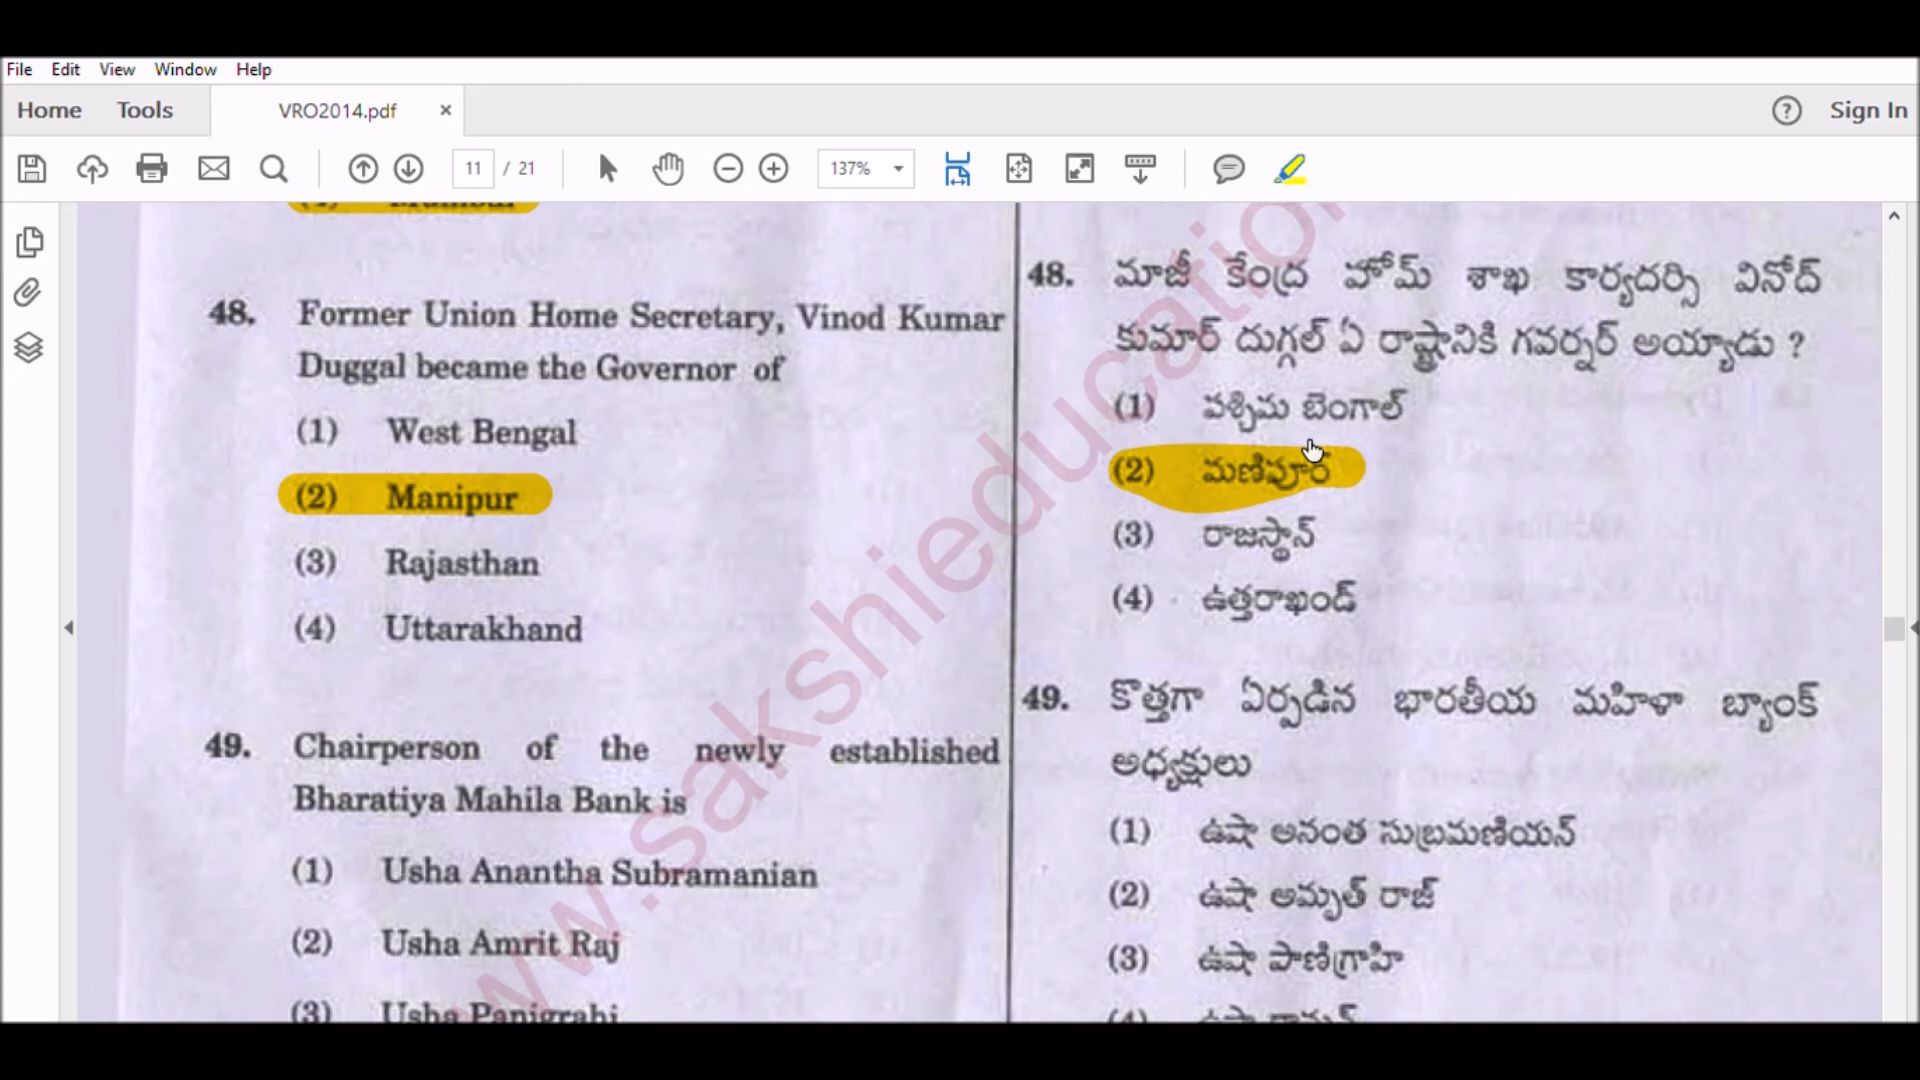 File Edit View Window Help
Home Tools VRO2014.pdf × ? Sign In
11 / 21 137%
48. Former Union Home Secretary, Vinod Kumar
Duggal became the Governor of
(1) West Bengal
(2) Manipur
(3) Rajasthan
(4) Uttarakhand
49. Chairperson of the newly established
Bharatiya Mahila Bank is
(1) Usha Anantha Subramanian
(2) Usha Amrit Raj
(3) Usha Panigrahi
48. మాజీ కేంద్ర హోమ్ శాఖ కార్యదర్శి వినోద్
కుమార్ దుగ్గల్ ఏ రాష్ట్రానికి గవర్నర్ అయ్యాడు ?
(1) పశ్చిమ బెంగాల్
(2) మణిపూర్
(3) రాజస్థాన్
(4) ఉత్తరాఖండ్
49. కొత్తగా ఏర్పడిన భారతీయ మహిళా బ్యాంక్
అధ్యక్షులు
(1) ఉషా అనంత సుబ్రమణియన్
(2) ఉషా అమృత్ రాజ్
(3) ఉషా పాణిగ్రాహి
www.sakshieducation